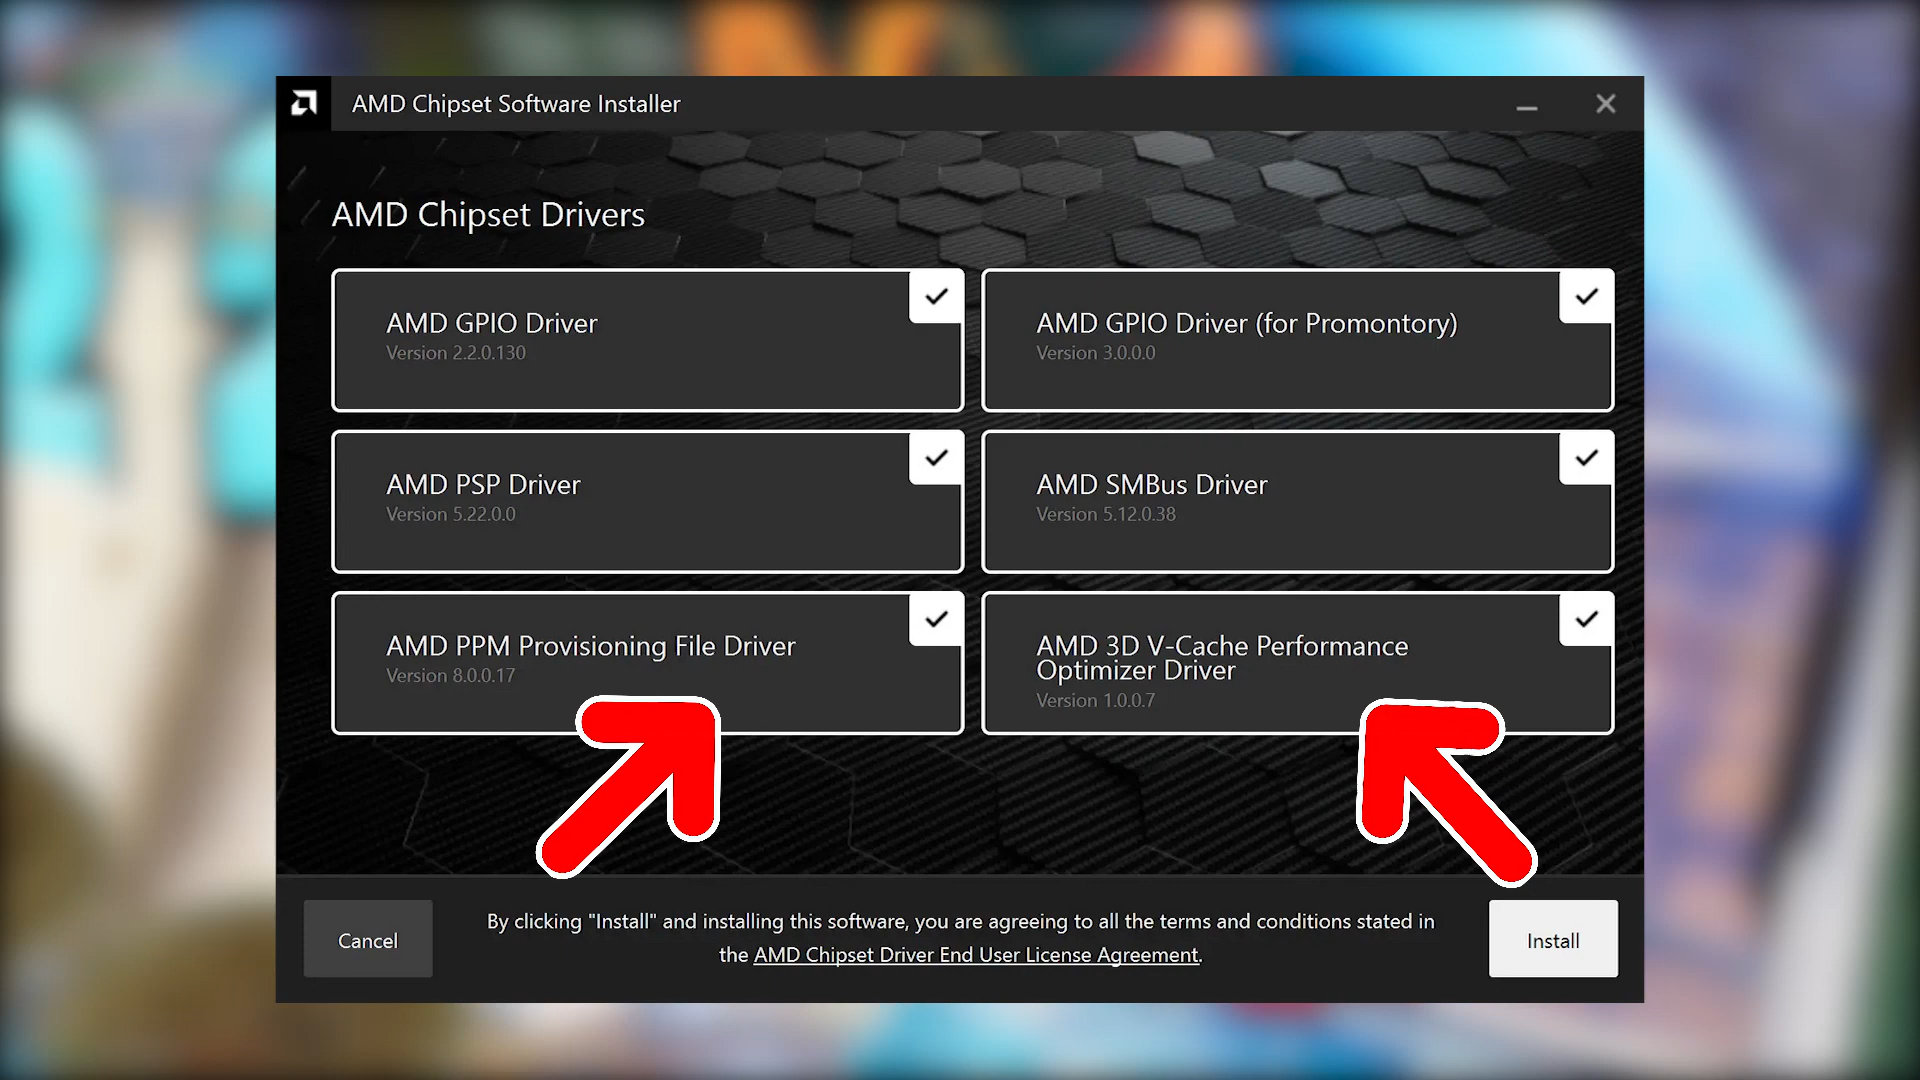 AMD Chipset Software Installer
AMD Chipset Drivers
AMD GPIO Driver
Version 2.2.0.130
AMD GPIO Driver (for Promontory)
Version 3.0.0.0
AMD PSP Driver
Version 5.22.0.0
AMD SMBus Driver
Version 5.12.0.38
AMD PPM Provisioning File Driver
Version 8.0.0.17
AMD 3D V-Cache Performance
Optimizer Driver
Version 1.0.0.7
Cancel
By clicking "Install" and installing this software, you are agreeing to all the terms and conditions stated in
the AMD Chipset Driver End User License Agreement.
Install